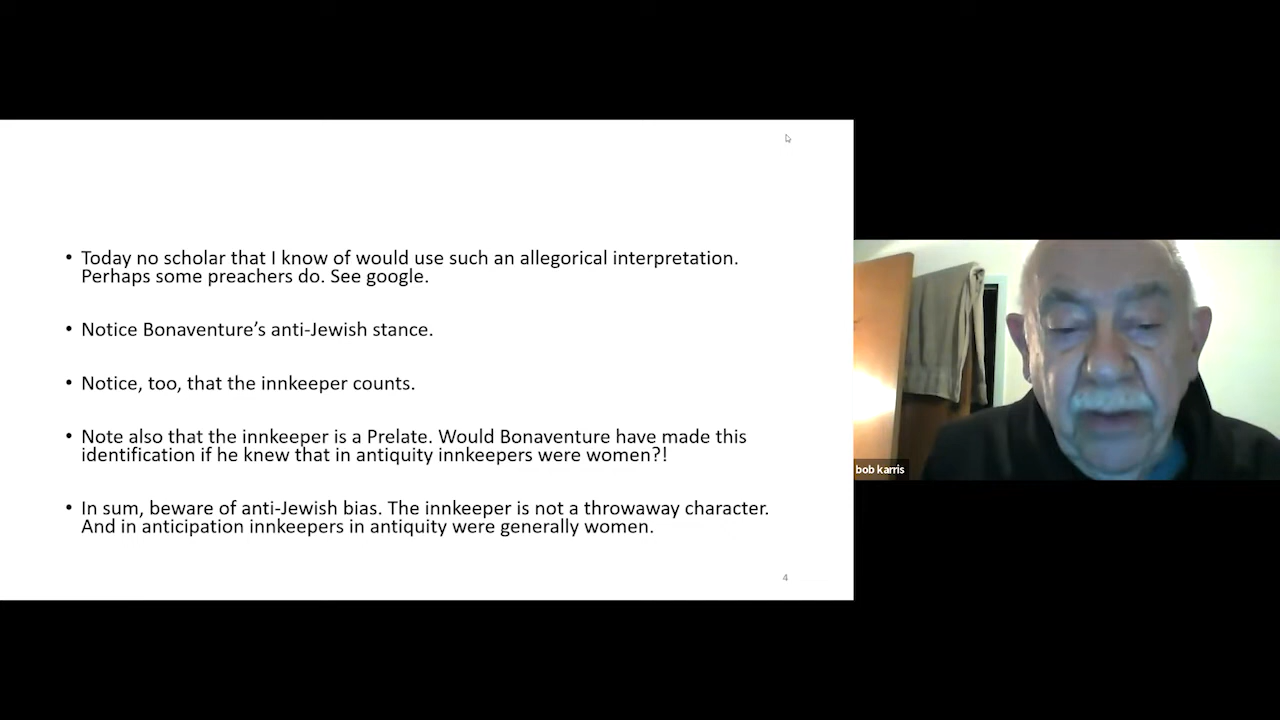 • Today no scholar that I know of would use such an allegorical interpretation.
Perhaps some preachers do. See google.
• Notice Bonaventure’s anti-Jewish stance.
• Notice, too, that the innkeeper counts.
• Note also that the innkeeper is a Prelate. Would Bonaventure have made this
identification if he knew that in antiquity innkeepers were women?!
• In sum, beware of anti-Jewish bias. The innkeeper is not a throwaway character.
And in anticipation innkeepers in antiquity were generally women.
4
bob karris